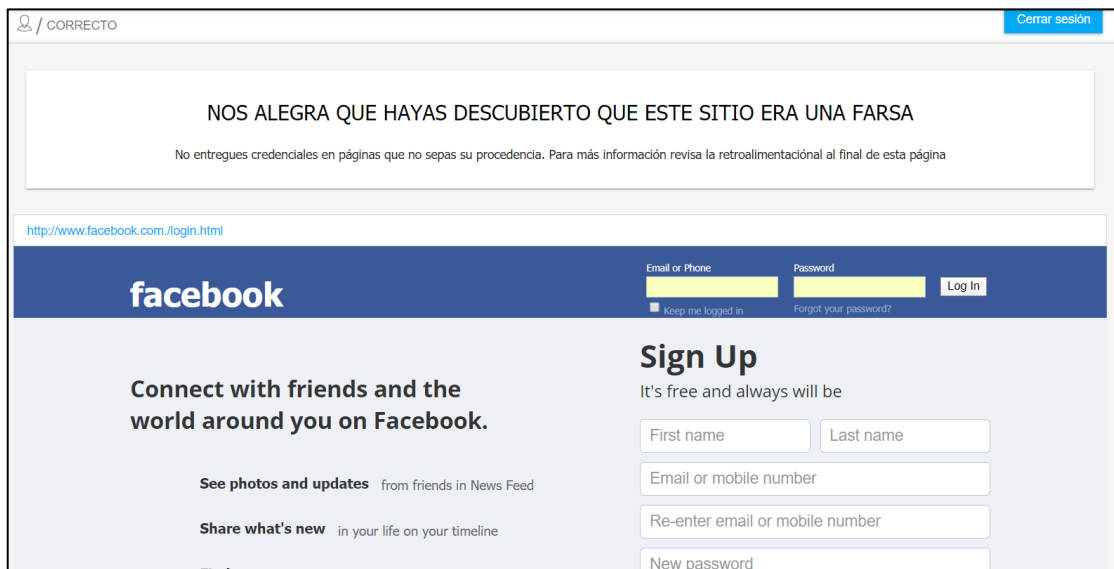 / CORRECTO
Cerrar sesión
NOS ALEGRA QUE HAYAS DESCUBIERTO QUE ESTE SITIO ERA UNA FARSA
No entregues credenciales en páginas que no sepas su procedencia. Para más información revisa la retroalimentaciónal al final de esta página
http://www.facebook.com./login.html
facebook
Email or Phone
Password
Log In
Keep me logged in
Forgot your password?
Connect with friends and the
world around you on Facebook.
See photos and updates from friends in News Feed
Share what's new in your life on your timeline
Sign Up
It's free and always will be
First name
Last name
Email or mobile number
Re-enter email or mobile number
New password